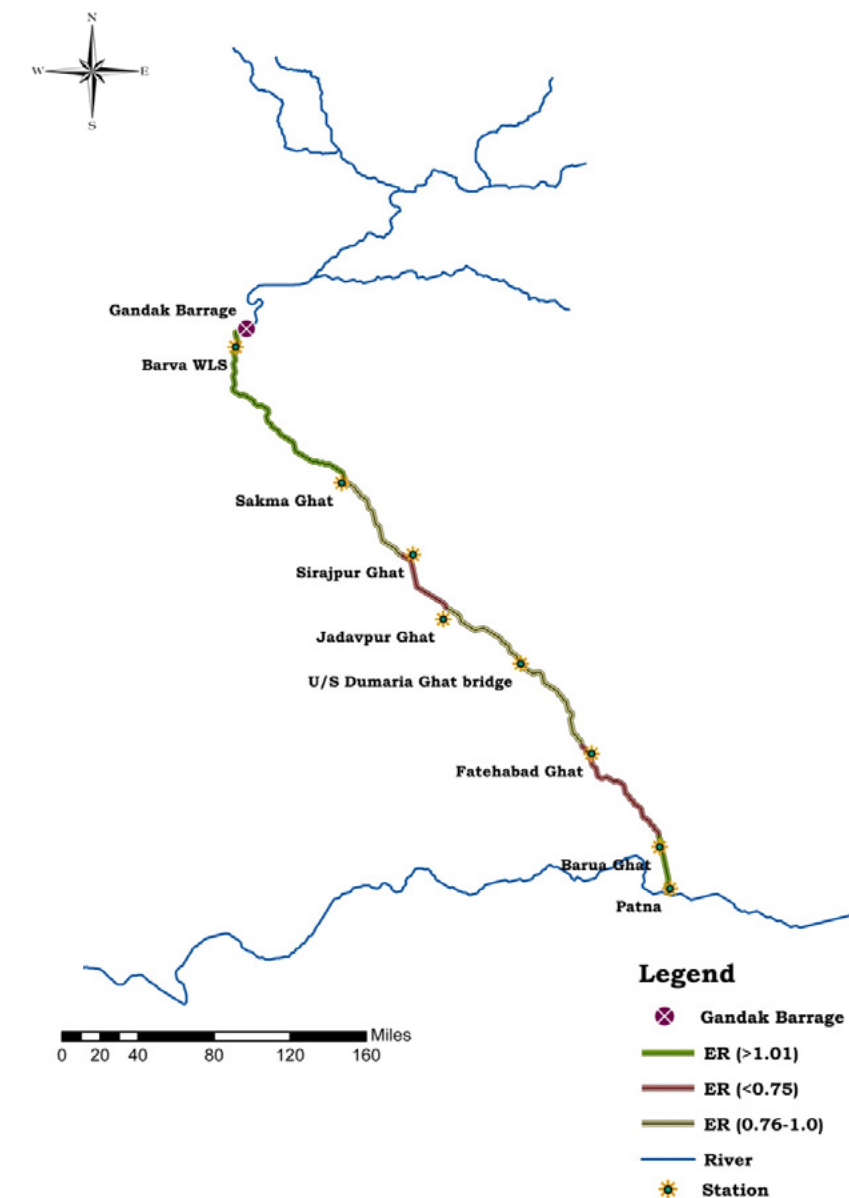 N
W E
S
Gandak Barrage
Barva WLS
Sakma Ghat
Sirajpur Ghat
Jadavpur Ghat
U/S Dumaria Ghat bridge
Fatehabad Ghat
Barua Ghat
Patna
Legend
Gandak Barrage
ER (>1.01)
ER (<0.75)
ER (0.76-1.0)
River
Station
Miles
0 20 40 80 120 160